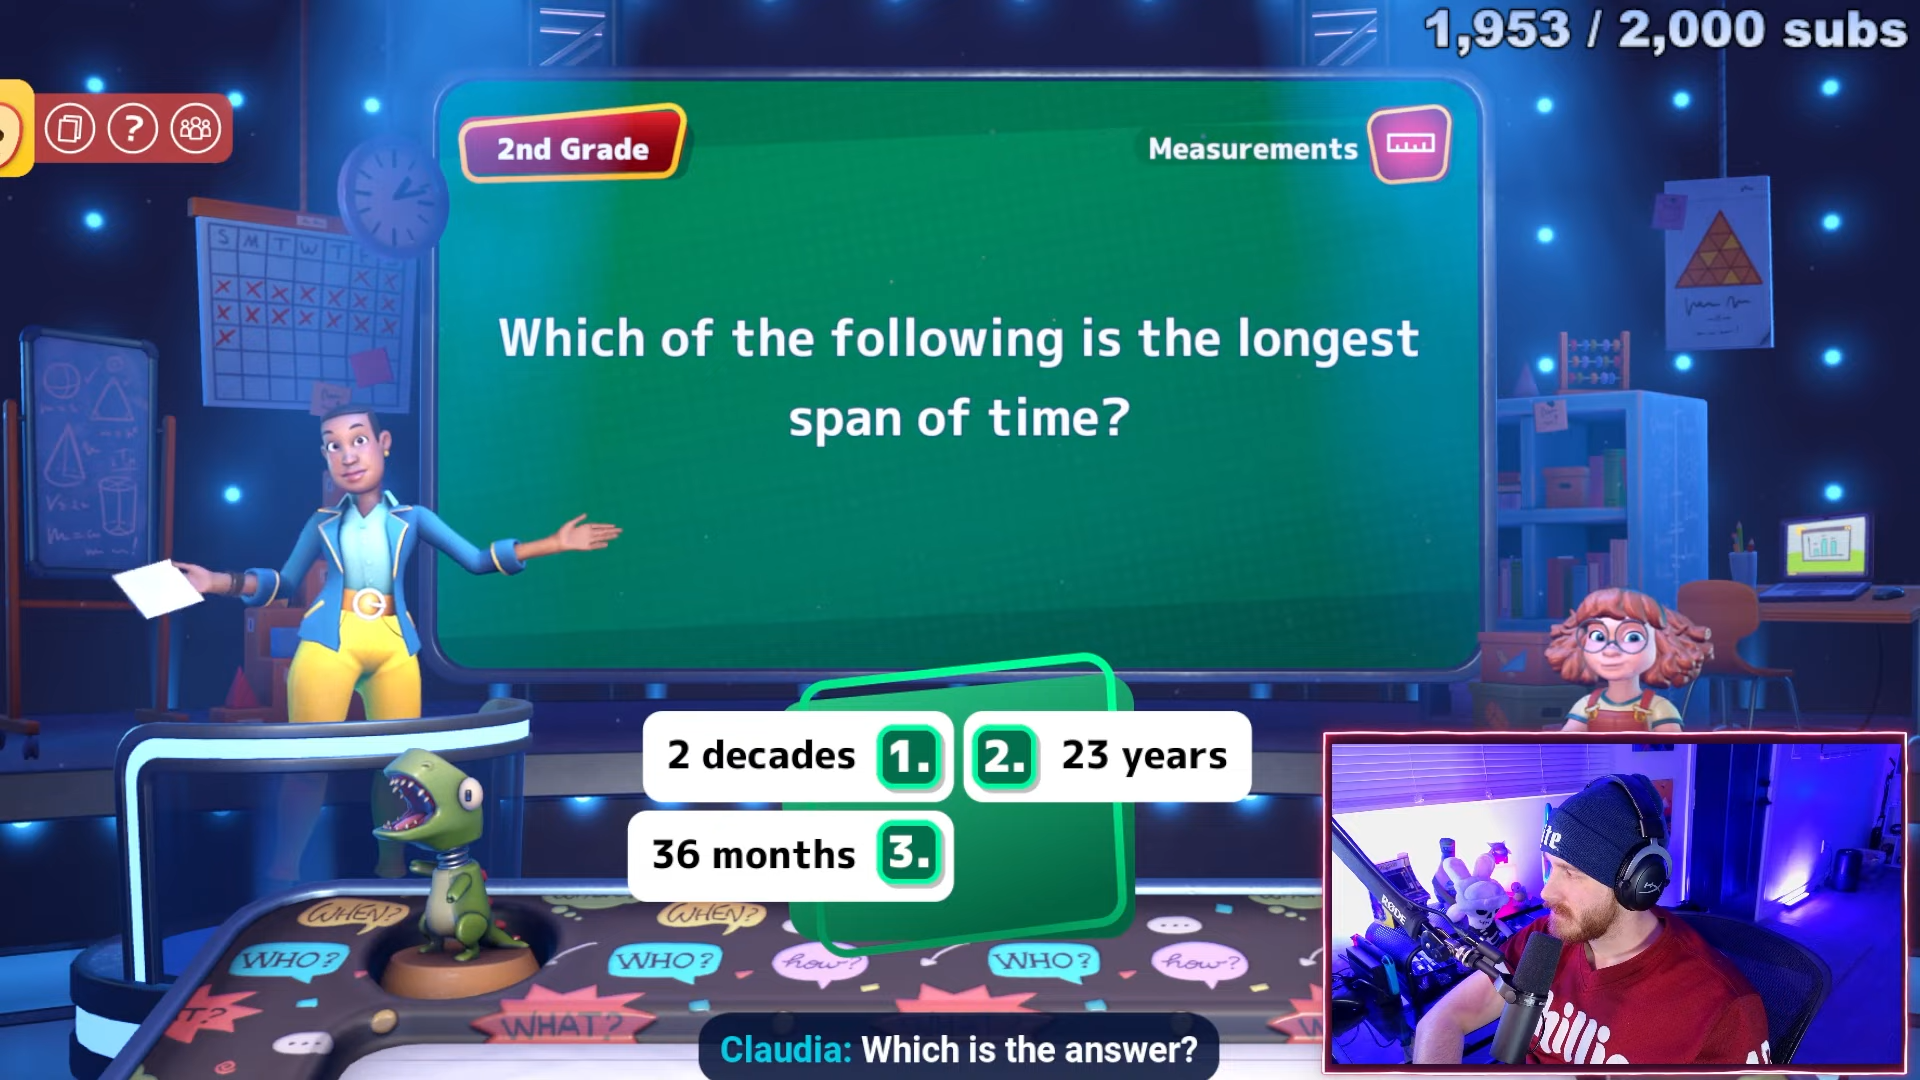 1,953 / 2,000 subs
2nd Grade
Measurements
S M T W T F S
Which of the following is the longest
span of time?
2 decades 1.
2. 23 years
36 months 3.
WHEN? WHEN?
WHO? WHO? how? WHO? how?
WHAT?
RØDE
Claudia: Which is the answer?